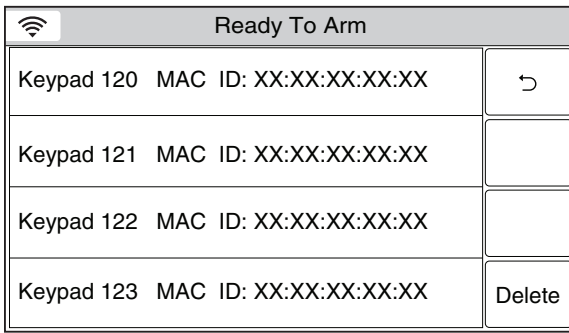 Ready To Arm
Keypad 120 MAC ID: XX:XX:XX:XX:XX
Keypad 121 MAC ID: XX:XX:XX:XX:XX
Keypad 122 MAC ID: XX:XX:XX:XX:XX
Keypad 123 MAC ID: XX:XX:XX:XX:XX
Delete